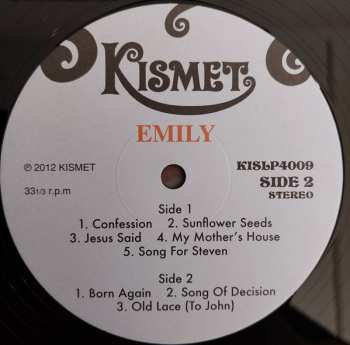 KISMET.
EMILY
℗ 2012 KISMET
KISLP4009
SIDE 2
33 1/3 r.p.m
STEREO
Side 1
1. Confession 2. Sunflower Seeds
3. Jesus Said 4. My Mother's House
5. Song For Steven
Side 2
1. Born Again 2. Song Of Decision
3. Old Lace (To John)